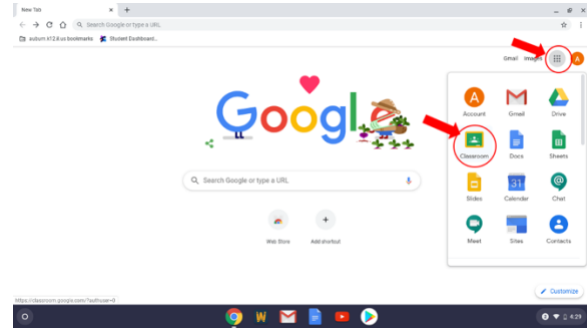 New Tab
Search Google or type a URL
auburn.k12.il.us bookmarks Student Dashboard...
Gmail Images A
A
Account Gmail Drive
Classroom Docs Sheets
31
Slides Calendar Chat
Meet Sites Contacts
Googl
Search Google or type a URL
Web Store Add shortcut
Customize
https://classroom.google.com/?authuser=0
W
4:29